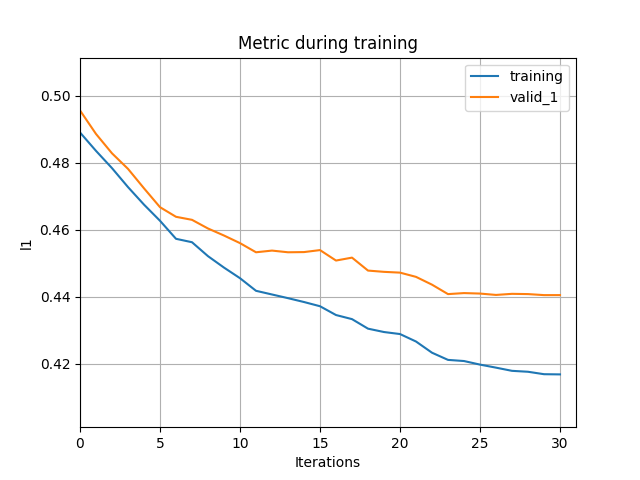 Metric during training
training
valid_1
0.50
0.48
0.46
0.44
0.42
l1
0 5 10 15 20 25 30
Iterations